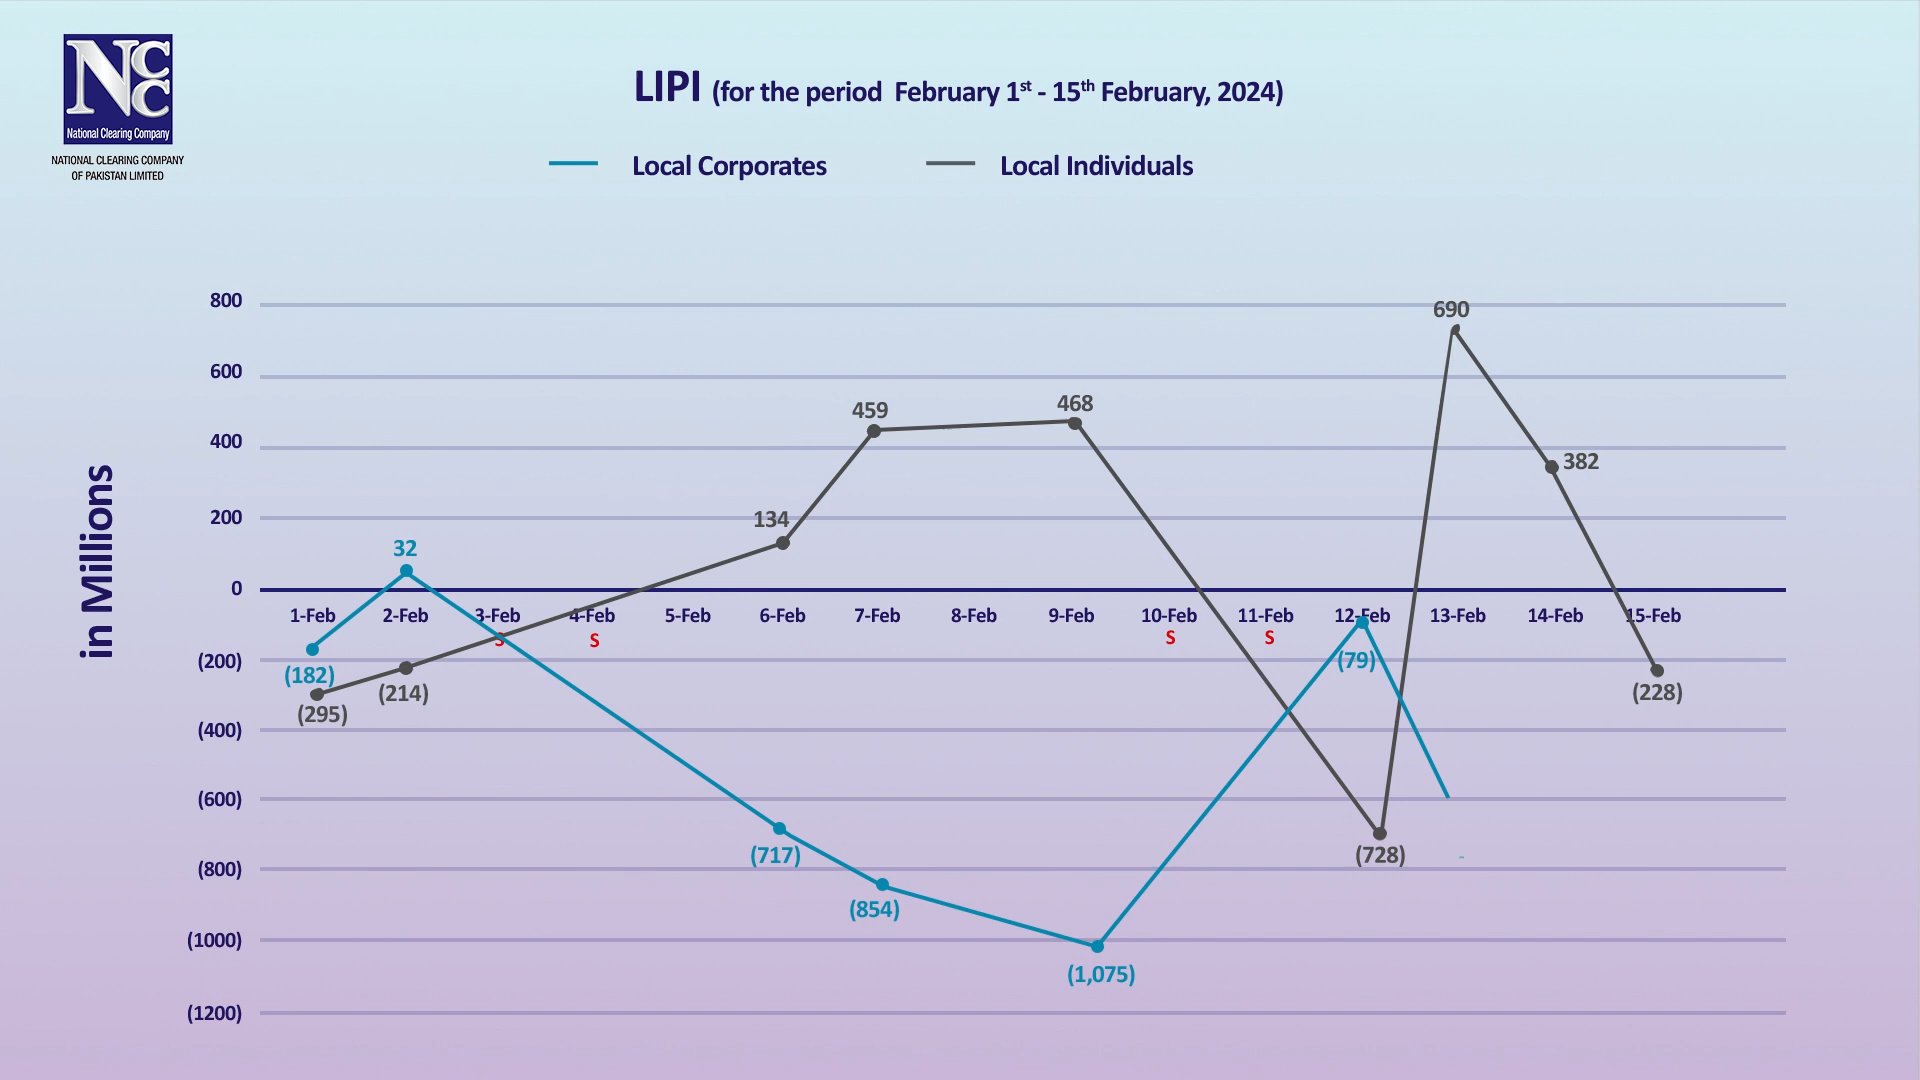 NCC
National Clearing Company
NATIONAL CLEARING COMPANY
OF PAKISTAN LIMITED
LIPI (for the period February 1st - 15th February, 2024)
Local Corporates
Local Individuals
in Millions
800
600
400
200
0
(200)
(400)
(600)
(800)
(1000)
(1200)
1-Feb 2-Feb 3-Feb 4-Feb 5-Feb 6-Feb 7-Feb 8-Feb 9-Feb 10-Feb 11-Feb 12-Feb 13-Feb 14-Feb 15-Feb
S S S S
690
468
459
382
134
32
(79)
(182)
(214)
(228)
(295)
(717)
(728)
(854)
(1,075)
-